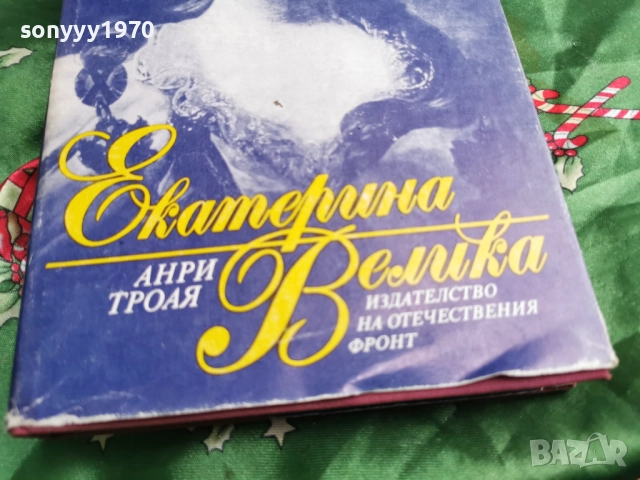 sonyyy1970
Екатерина
Велика
АНРИ
ТРОАЯ
ИЗДАТЕЛСТВО
НА ОТЕЧЕСТВЕНИЯ
ФРОНТ
BAZAR